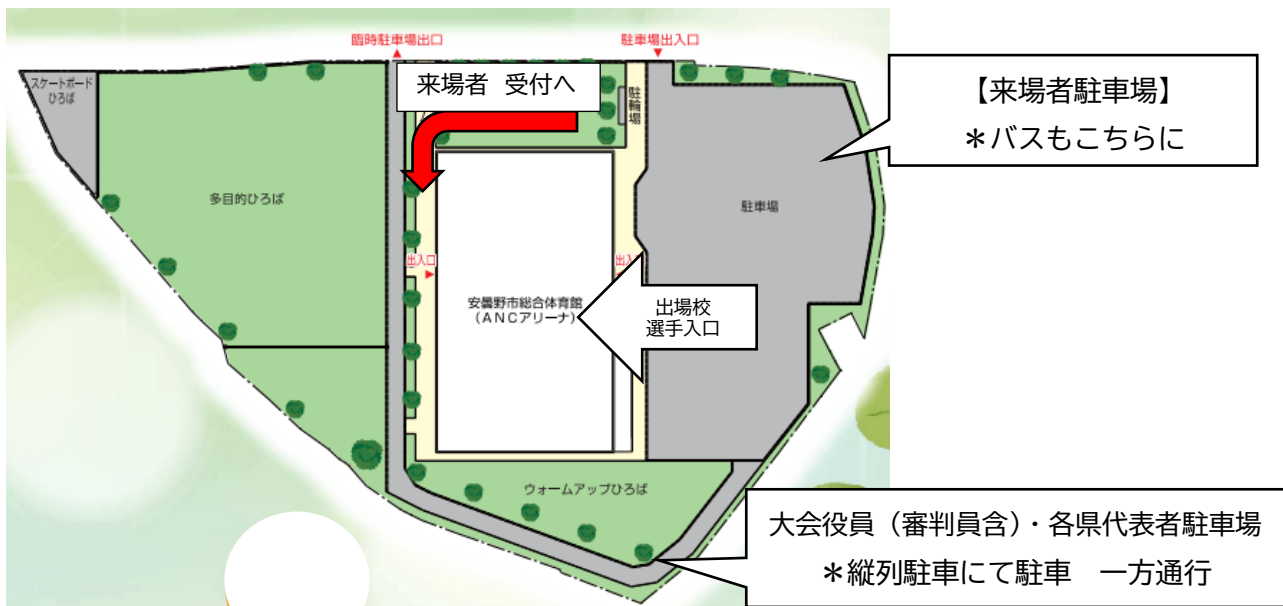 臨時駐車場出口
駐車場出入口
スケートボード
ひろば
来場者 受付へ
駐輪場
【来場者駐車場】
＊バスもこちらに
多目的ひろば
駐車場
出入口
出入
安曇野市総合体育館
（ＡＮＣアリーナ）
出場校
選手入口
ウォームアップひろば
大会役員（審判員含）・各県代表者駐車場
＊縦列駐車にて駐車　一方通行